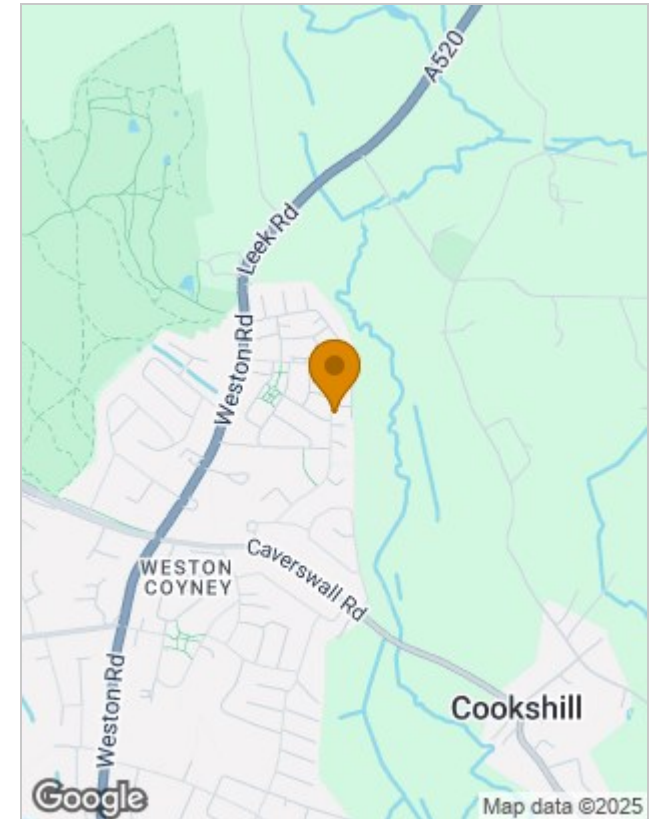 A520
Leek Rd
Weston Rd
WESTON
COYNEY
Caverswall Rd
Weston Rd
Cookshill
Google
Map data ©2025